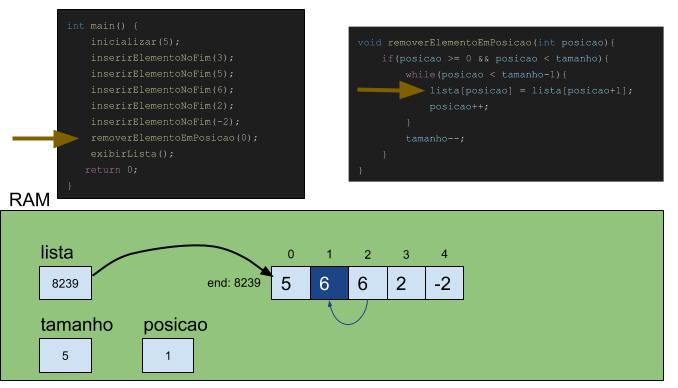 int main() {
inicializar(5);
inserirElementoNoFim(3);
inserirElementoNoFim(5);
inserirElementoNoFim(6);
inserirElementoNoFim(2);
inserirElementoNoFim(-2);
removerElementoEmPosicao(0);
exibirLista();
return 0;
}
void removerElementoEmPosicao(int posicao){
if(posicao >= 0 && posicao < tamanho){
while(posicao < tamanho-1){
lista[posicao] = lista[posicao+1];
posicao++;
}
tamanho--;
}
}
RAM
lista
8239
end: 8239
0 1 2 3 4
5 6 6 2 -2
tamanho posicao
5 1